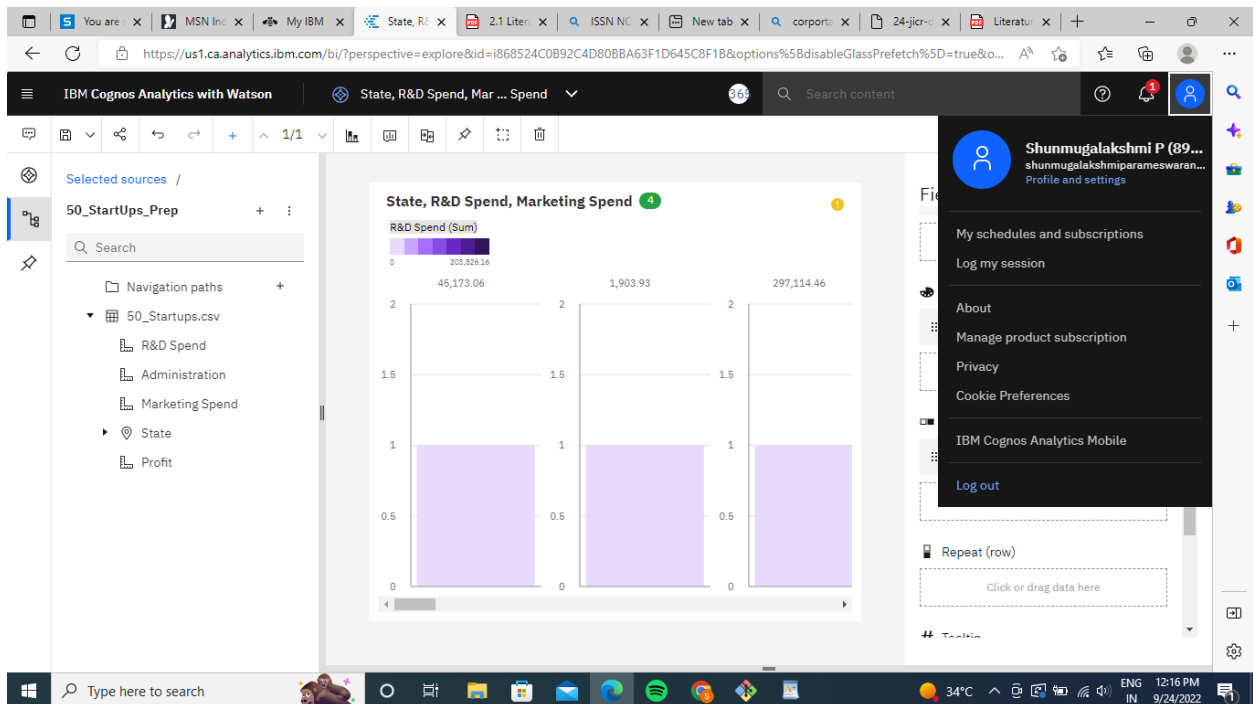 You are
MSN Inc
My IBM
State, R&
2.1 Liter
ISSN NO
New tab
corporta
24-jicr-d
Literatur
https://us1.ca.analytics.ibm.com/bi/?perspective=explore&id=i868524C0B92C4D80BBA63F1D645C8F1B&options%5BdisableGlassPrefetch%5D=true&o...
IBM Cognos Analytics with Watson
State, R&D Spend, Mar ... Spend
Search content
1
1/1
Selected sources /
50_StartUps_Prep
Search
Navigation paths
50_Startups.csv
R&D Spend
Administration
Marketing Spend
State
Profit
State, R&D Spend, Marketing Spend 4
R&D Spend (Sum)
0 203,826.16
45,173.06 1,903.93 297,114.46
2 2 2
1.5 1.5 1.5
1 1 1
0.5 0.5 0.5
0 0 0
Shunmugalakshmi P (89...
shunmugalakshmiparameswaran...
Profile and settings
My schedules and subscriptions
Log my session
About
Manage product subscription
Privacy
Cookie Preferences
IBM Cognos Analytics Mobile
Log out
Repeat (row)
Click or drag data here
Type here to search
34°C
ENG
IN
12:16 PM
9/24/2022